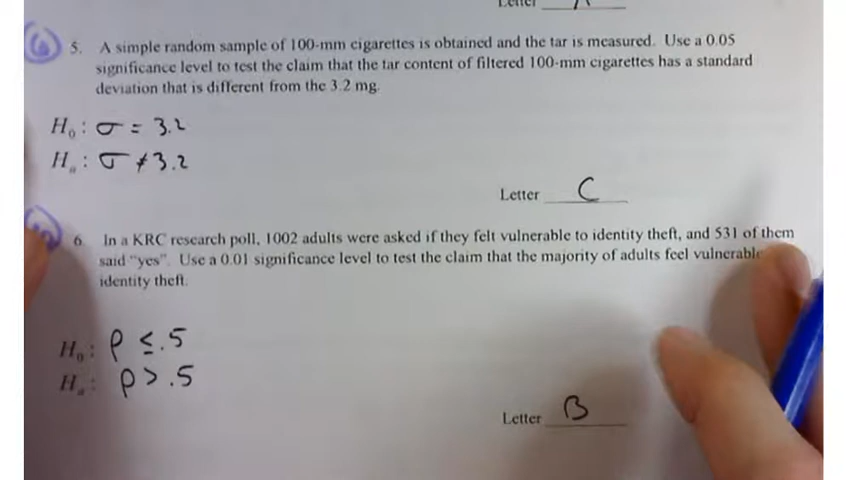 Letter
6 5. A simple random sample of 100-mm cigarettes is obtained and the tar is measured. Use a 0.05
significance level to test the claim that the tar content of filtered 100-mm cigarettes has a standard
deviation that is different from the 3.2 mg.
H₀: σ = 3.2
Hₐ: σ ≠ 3.2
Letter C
6. In a KRC research poll, 1002 adults were asked if they felt vulnerable to identity theft, and 531 of them
said "yes". Use a 0.01 significance level to test the claim that the majority of adults feel vulnerable
identity theft.
H₀: p ≤ .5
Hₐ: p > .5
Letter B